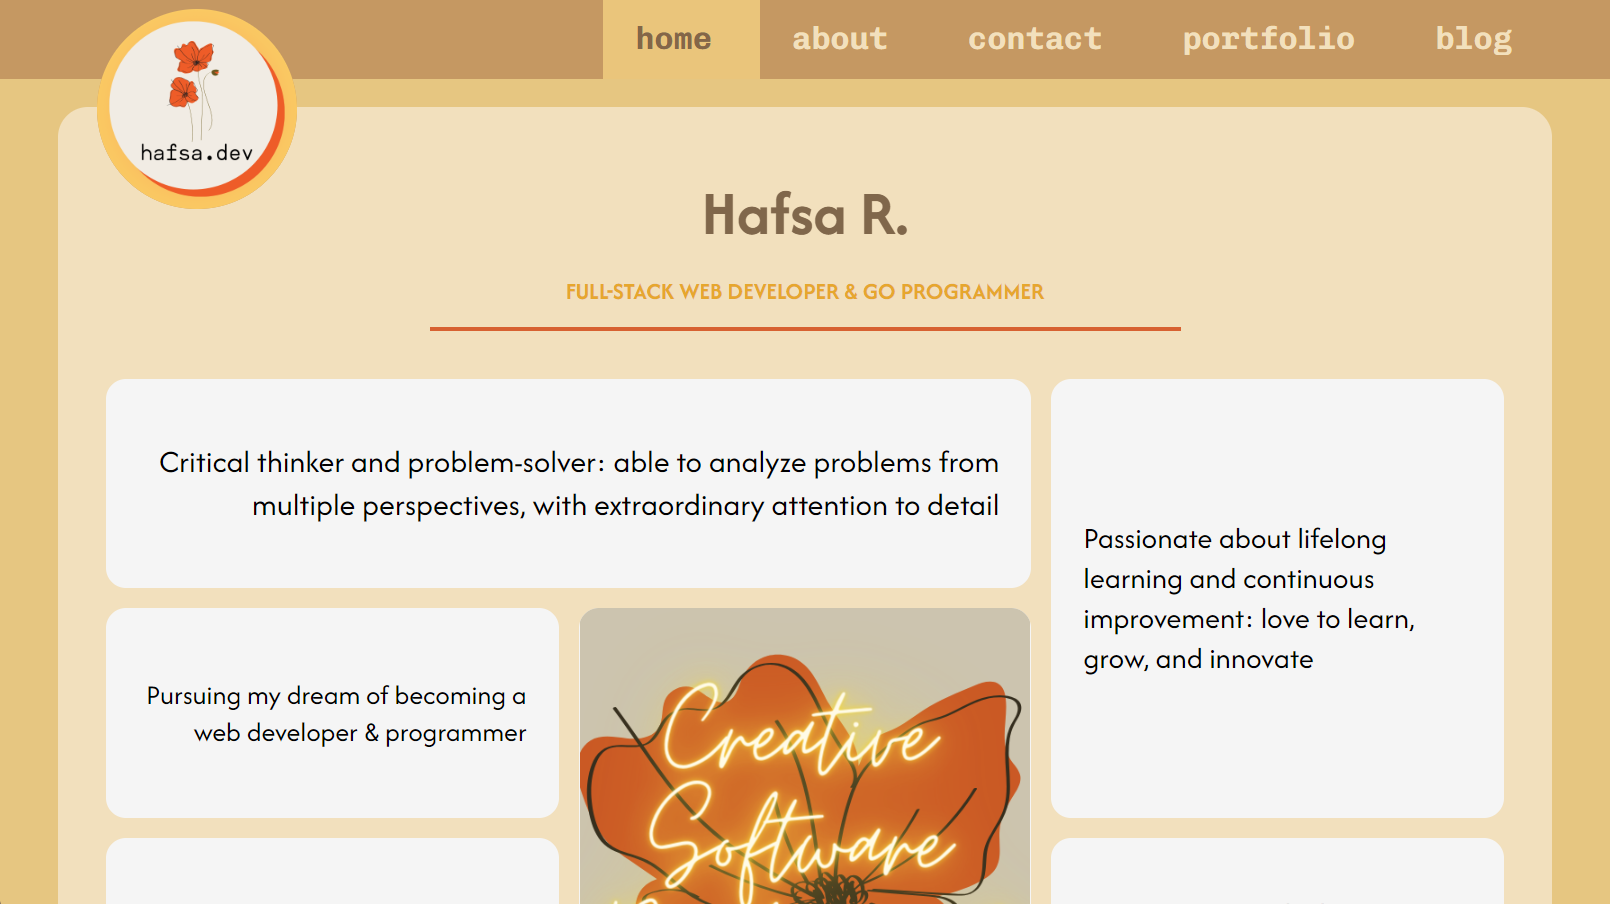 home about contact portfolio blog
hafsa.dev
Hafsa R.
FULL-STACK WEB DEVELOPER & GO PROGRAMMER
Critical thinker and problem-solver: able to analyze problems from
multiple perspectives, with extraordinary attention to detail
Passionate about lifelong
learning and continuous
improvement: love to learn,
grow, and innovate
Pursuing my dream of becoming a
web developer & programmer
Creative
Software